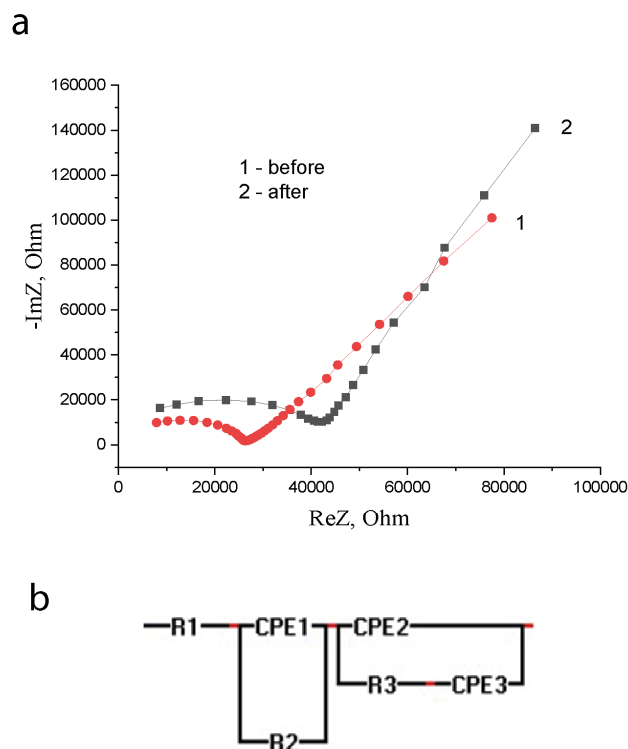 a
160000
140000
120000
100000
80000
60000
40000
20000
0
-ImZ, Ohm
1 - before
2 - after
2
1
0
20000
40000
60000
80000
100000
ReZ, Ohm
b
R1
CPE1
CPE2
R3
CPE3
R2